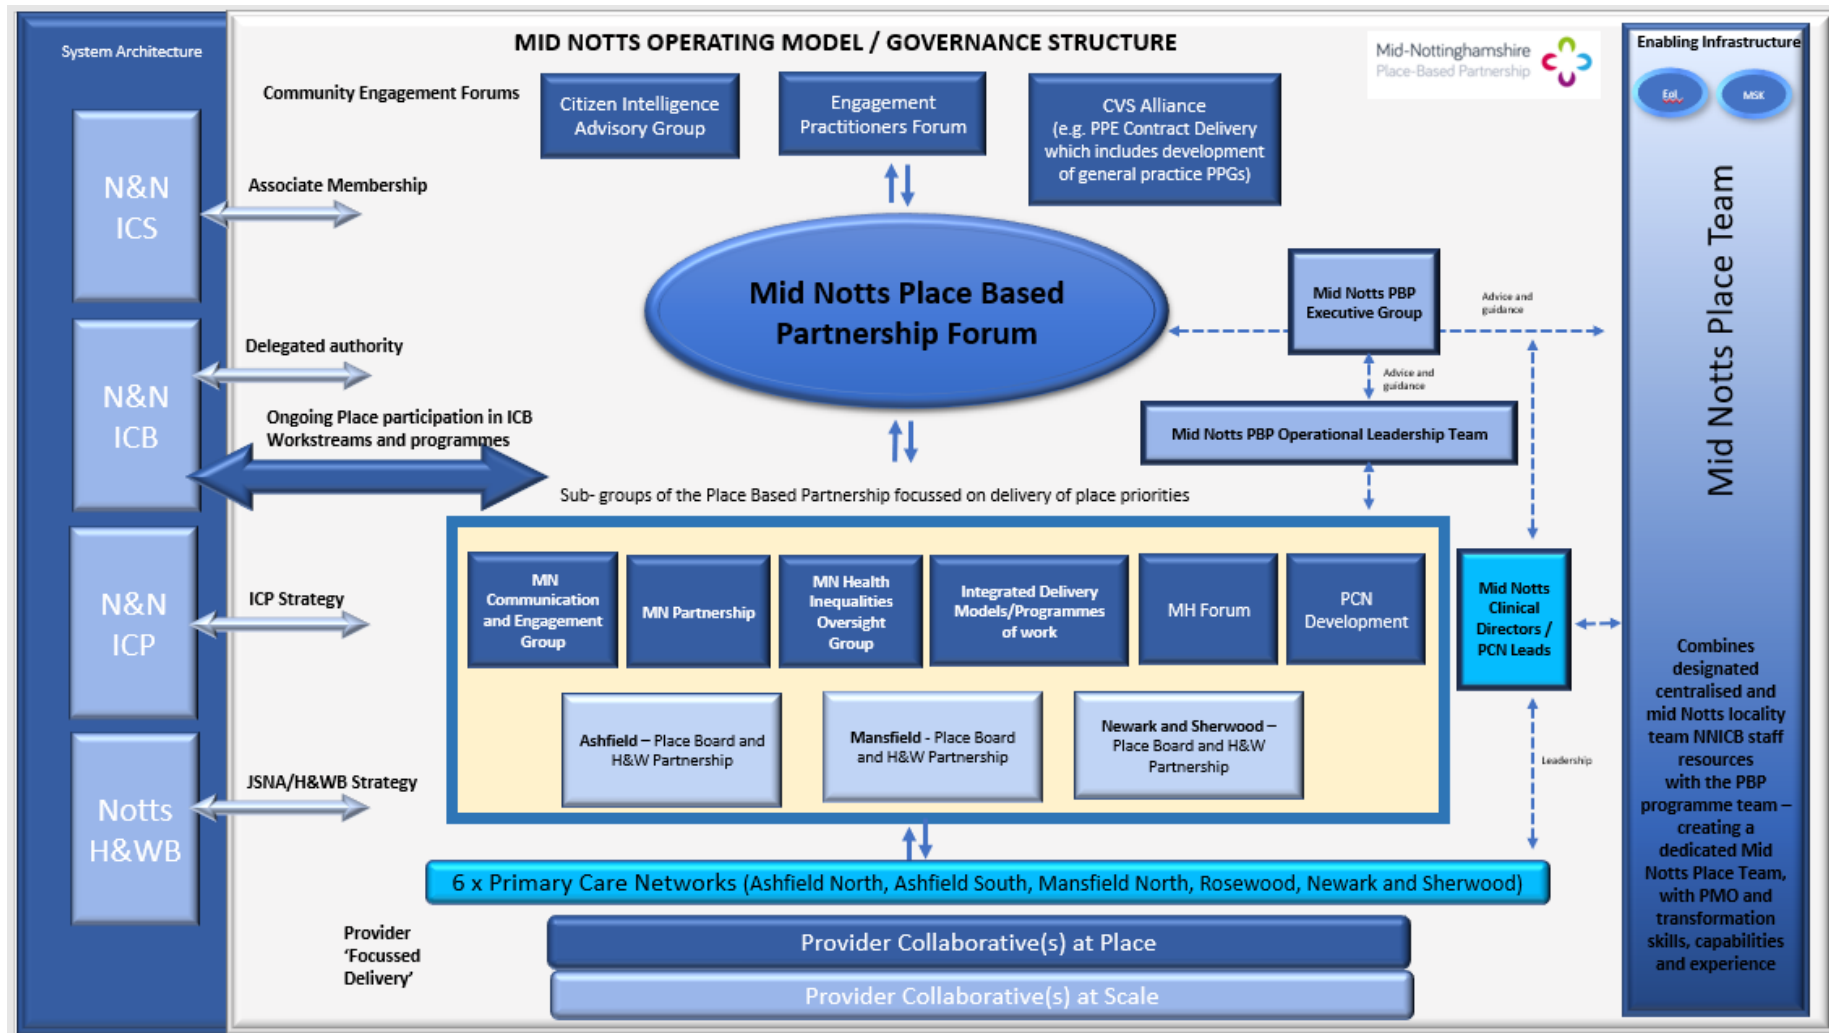 System Architecture
MID NOTTS OPERATING MODEL / GOVERNANCE STRUCTURE
Mid-Nottinghamshire
Place-Based Partnership
Enabling Infrastructure
EoL
MSK
Community Engagement Forums
Citizen Intelligence
Advisory Group
Engagement
Practitioners Forum
CVS Alliance
(e.g. PPE Contract Delivery
which includes development
of general practice PPGs)
N&N
ICS
Associate Membership
Mid Notts Place Based
Partnership Forum
Mid Notts PBP
Executive Group
Advice and
guidance
Mid Notts Place Team
N&N
ICB
Delegated authority
Advice and
guidance
Ongoing Place participation in ICB
Workstreams and programmes
Mid Notts PBP Operational Leadership Team
Sub- groups of the Place Based Partnership focussed on delivery of place priorities
N&N
ICP
ICP Strategy
MN
Communication
and Engagement
Group
MN Partnership
MN Health
Inequalities
Oversight
Group
Integrated Delivery
Models/Programmes
of work
MH Forum
PCN
Development
Mid Notts
Clinical
Directors /
PCN Leads
Ashfield – Place Board and
H&W Partnership
Mansfield - Place Board
and H&W Partnership
Newark and Sherwood –
Place Board and H&W
Partnership
Leadership
Notts
H&WB
JSNA/H&WB Strategy
6 x Primary Care Networks (Ashfield North, Ashfield South, Mansfield North, Rosewood, Newark and Sherwood)
Provider
‘Focussed
Delivery’
Provider Collaborative(s) at Place
Provider Collaborative(s) at Scale
Combines
designated
centralised and
mid Notts locality
team NNICB staff
resources
with the PBP
programme team –
creating a
dedicated Mid
Notts Place Team,
with PMO and
transformation
skills, capabilities
and experience